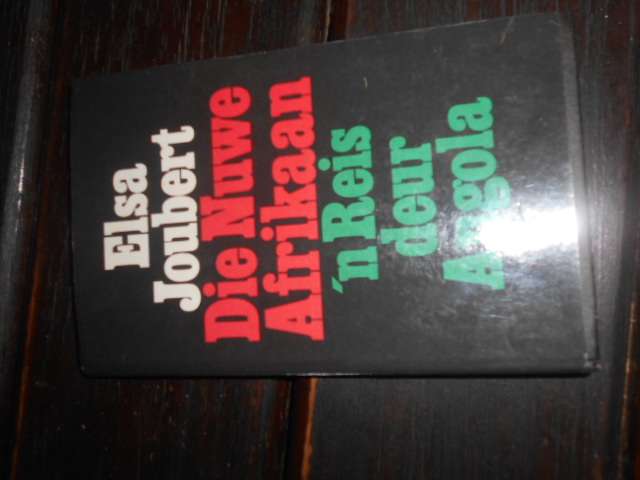 Elsa
Joubert
Die Nuwe
Afrikaan
'n Reis
deur
Angola